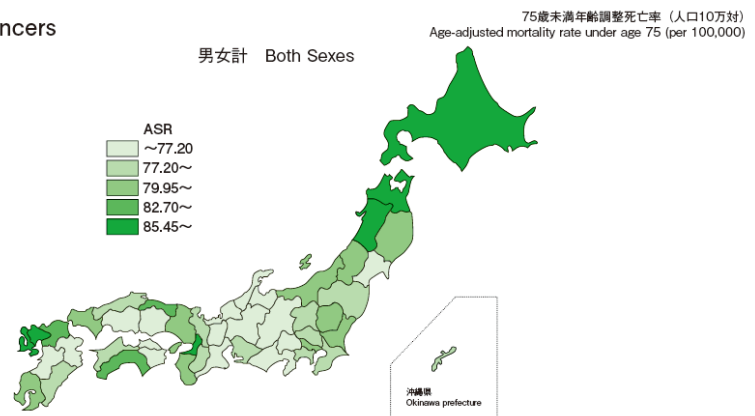 ncers
75歳未満年齢調整死亡率（人口10万対）
Age-adjusted mortality rate under age 75 (per 100,000)
男女計 Both Sexes
ASR
～77.20
77.20～
79.95～
82.70～
85.45～
沖縄県
Okinawa prefecture